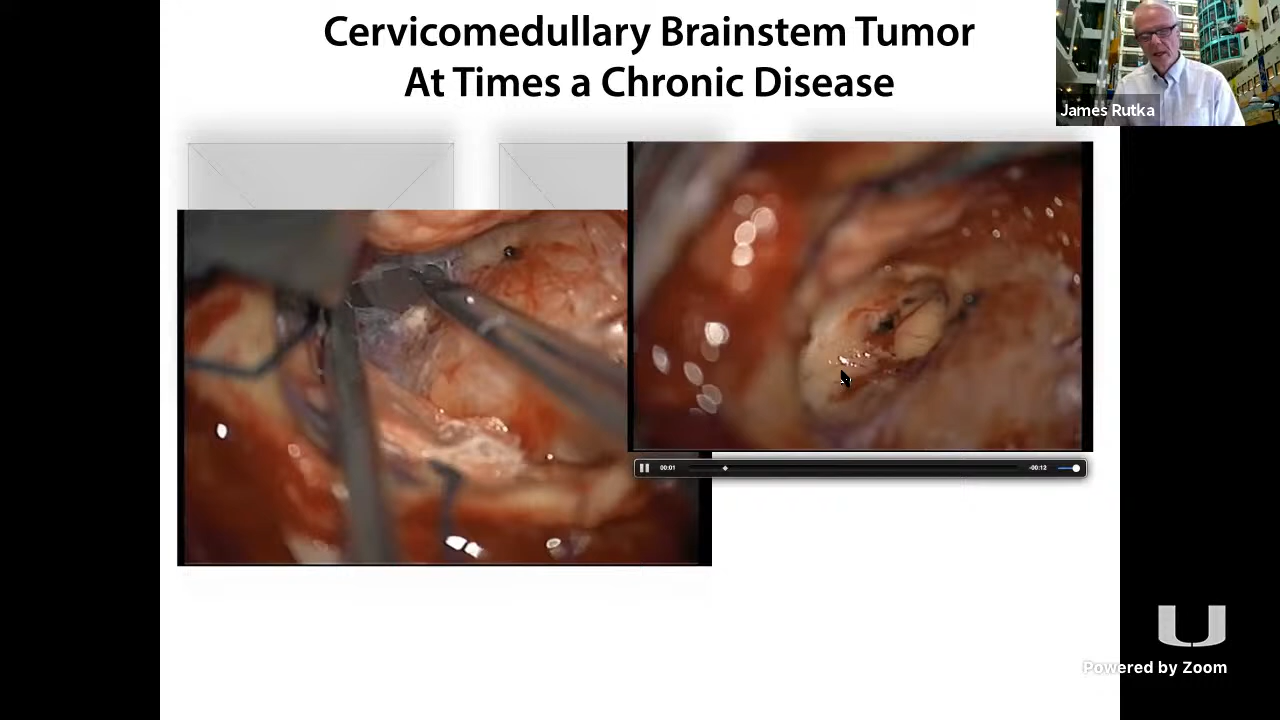 Cervicomedullary Brainstem Tumor
At Times a Chronic Disease
James Rutka
00:01
-00:12
U
Powered by Zoom